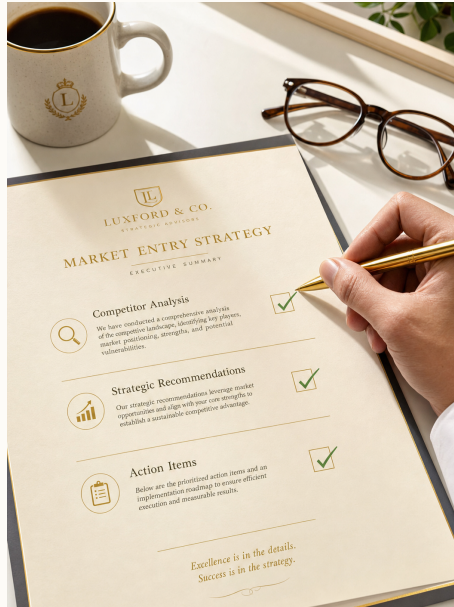 L
LUXFORD & CO.
STRATEGIC ADVISORS
MARKET ENTRY STRATEGY
EXECUTIVE SUMMARY
Competitor Analysis
We have conducted a comprehensive analysis
of the competitive landscape, identifying key players,
market positioning, strengths, and potential
vulnerabilities.
Strategic Recommendations
Our strategic recommendations leverage market
opportunities and align with your core strengths to
establish a sustainable competitive advantage.
Action Items
Below are the prioritized action items and an
implementation roadmap to ensure efficient
execution and measurable results.
Excellence is in the details.
Success is in the strategy.